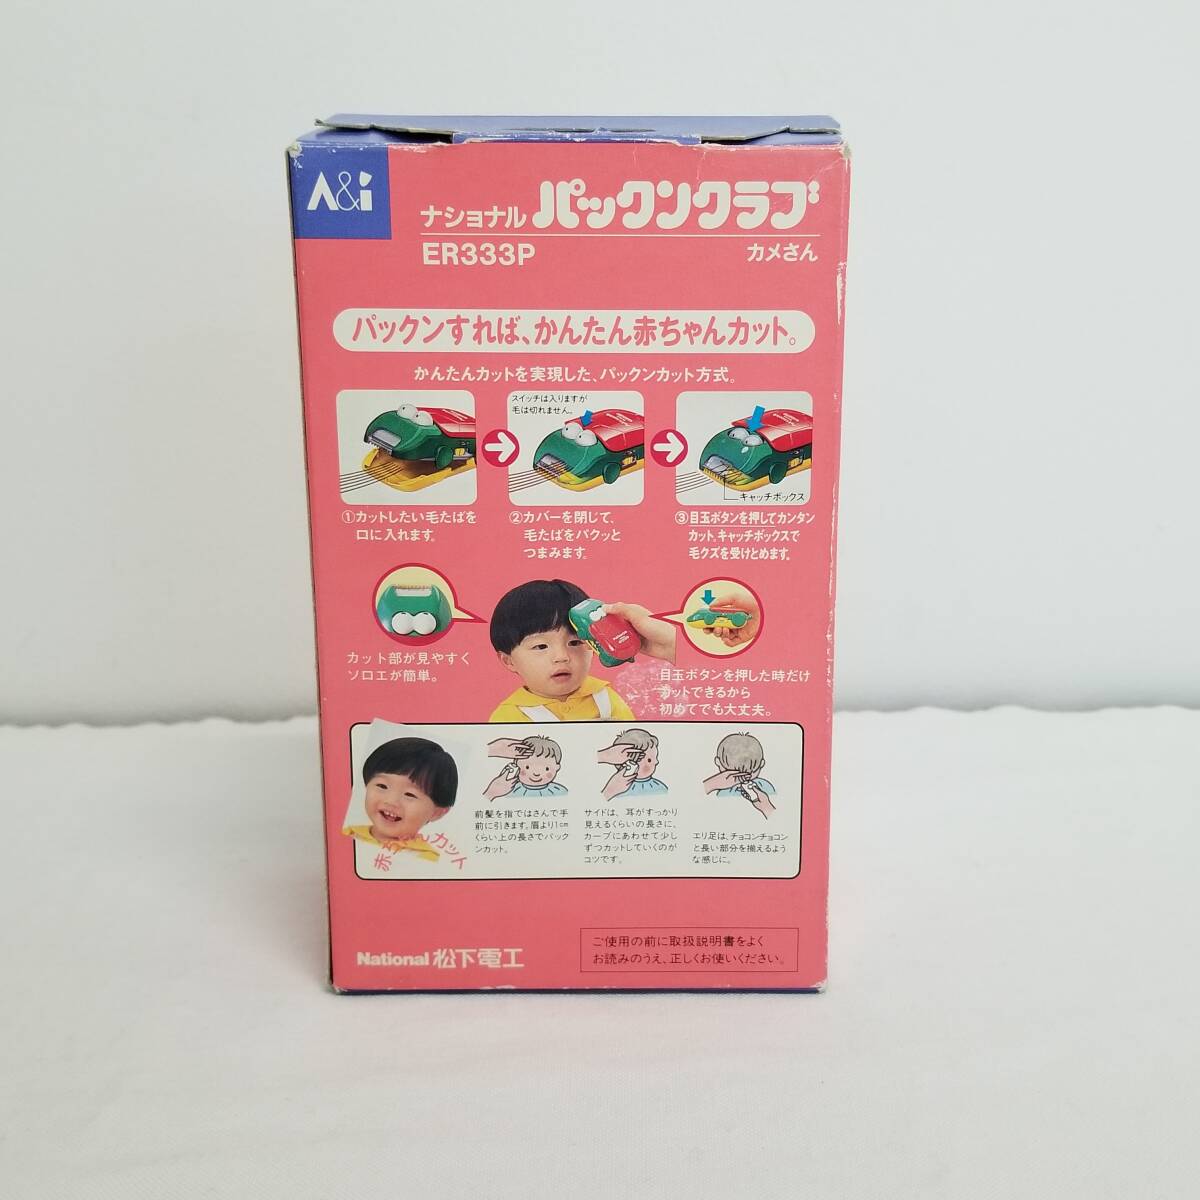 A&i
ナショナル パックンクラブ
ER333P カメさん
パックンすれば、かんたん赤ちゃんカット。
かんたんカットを実現した、パックンカット方式。
スイッチは入りますが
毛は切れません。
キャッチボックス
①カットしたい毛たばを
口に入れます。
②カバーを閉じて、
毛たばをパクッと
つまみます。
③目玉ボタンを押してカンタン
カット。キャッチボックスで
毛クズを受けとめます。
カット部が見やすく
ソロエが簡単。
目玉ボタンを押した時だけ
カットできるから
初めてでも大丈夫。
赤ちゃんカット
前髪を指ではさんで手
前に引きます。眉より1cm
くらい上の長さでパック
ンカット。
サイドは、耳がすっかり
見えるくらいの長さに、
カーブにあわせて少し
ずつカットしていくのが
コツです。
エリ足は、チョコンチョコン
と長い部分を揃えるよう
な感じに。
National 松下電工
ご使用の前に取扱説明書をよく
お読みのうえ、正しくお使いください。